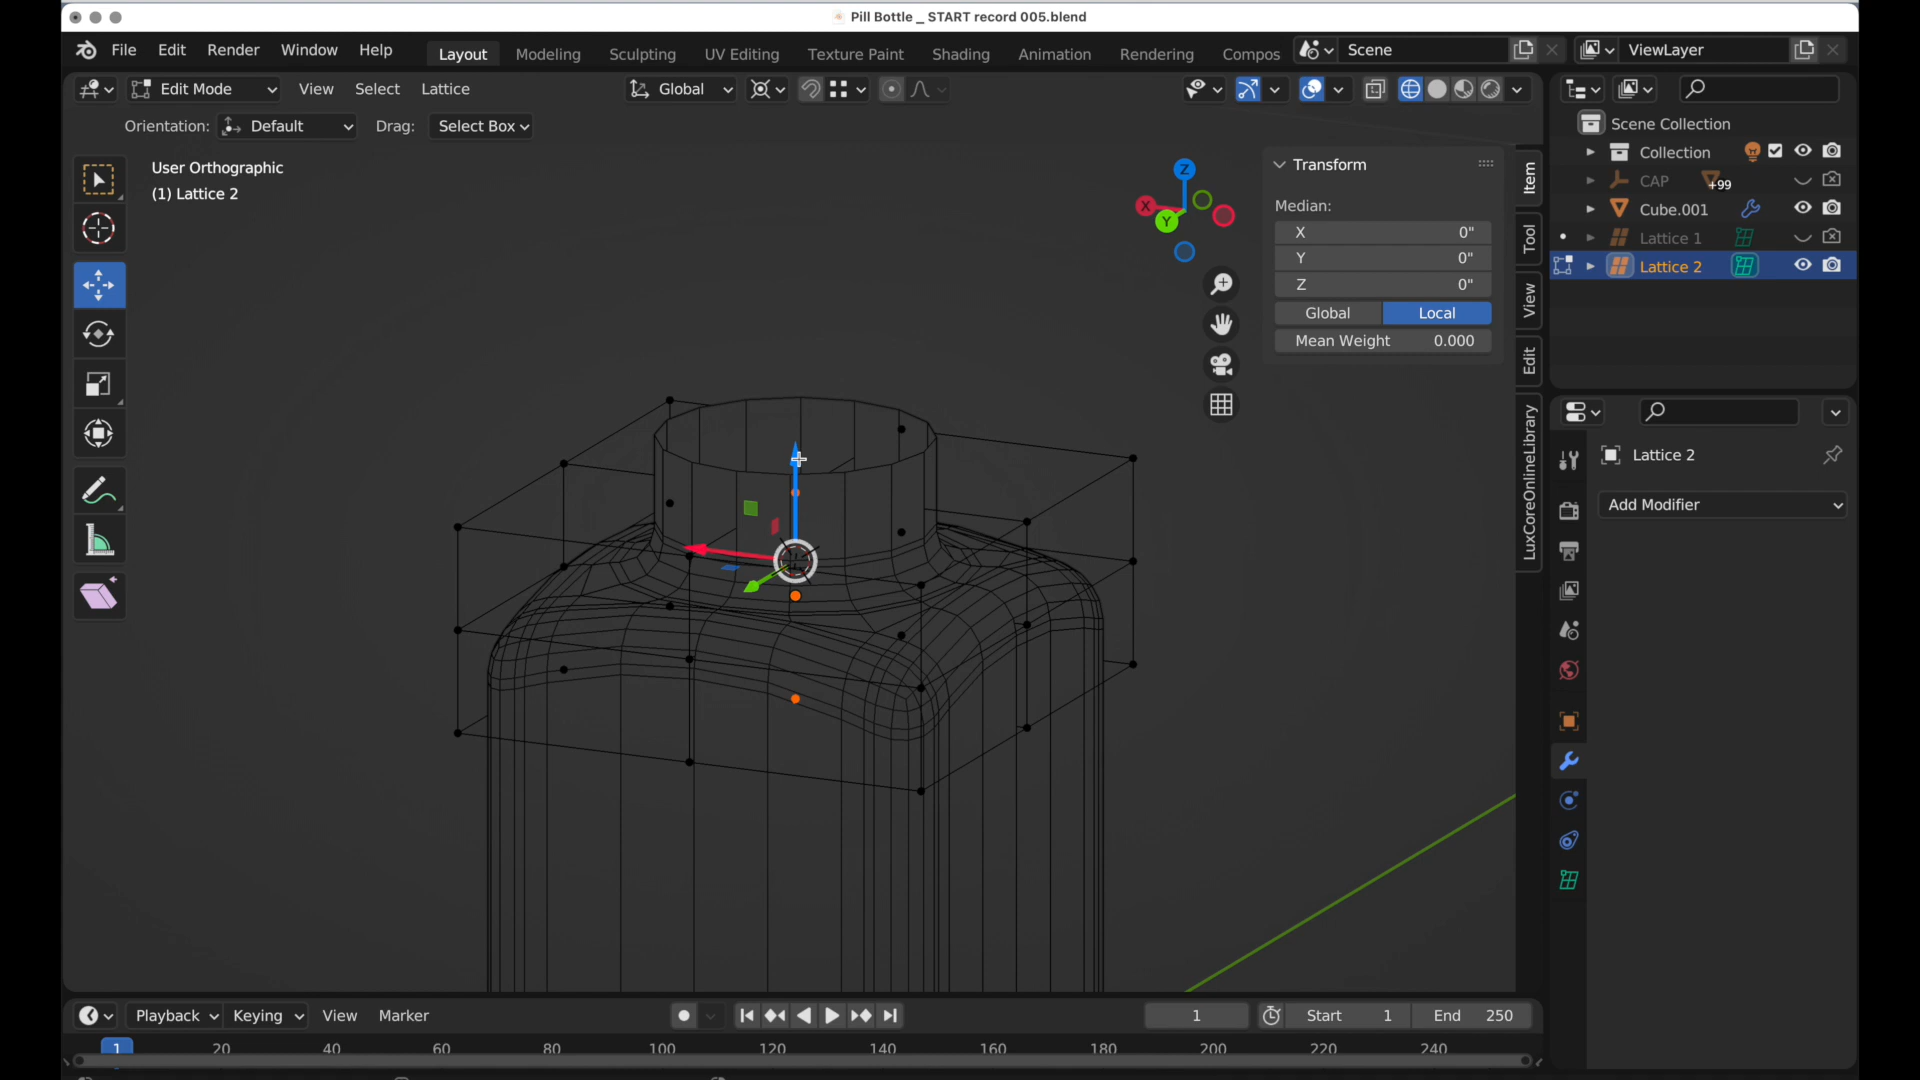 Pill Bottle _ START record 005.blend
File Edit Render Window Help Layout Modeling Sculpting UV Editing Texture Paint Shading Animation Rendering Compos Scene ViewLayer
Edit Mode View Select Lattice Global
Orientation: Default Drag: Select Box
User Orthographic
(1) Lattice 2
Z
X
Y
Transform
Median:
X 0"
Y 0"
Z 0"
Global Local
Mean Weight 0.000
Item
Tool
View
Edit
LuxCoreOnlineLibrary
Scene Collection
Collection
CAP +99
Cube.001
Lattice 1
Lattice 2
Lattice 2
Add Modifier
Playback Keying View Marker 1 Start 1 End 250
1 20 40 60 80 100 120 140 160 180 200 220 240